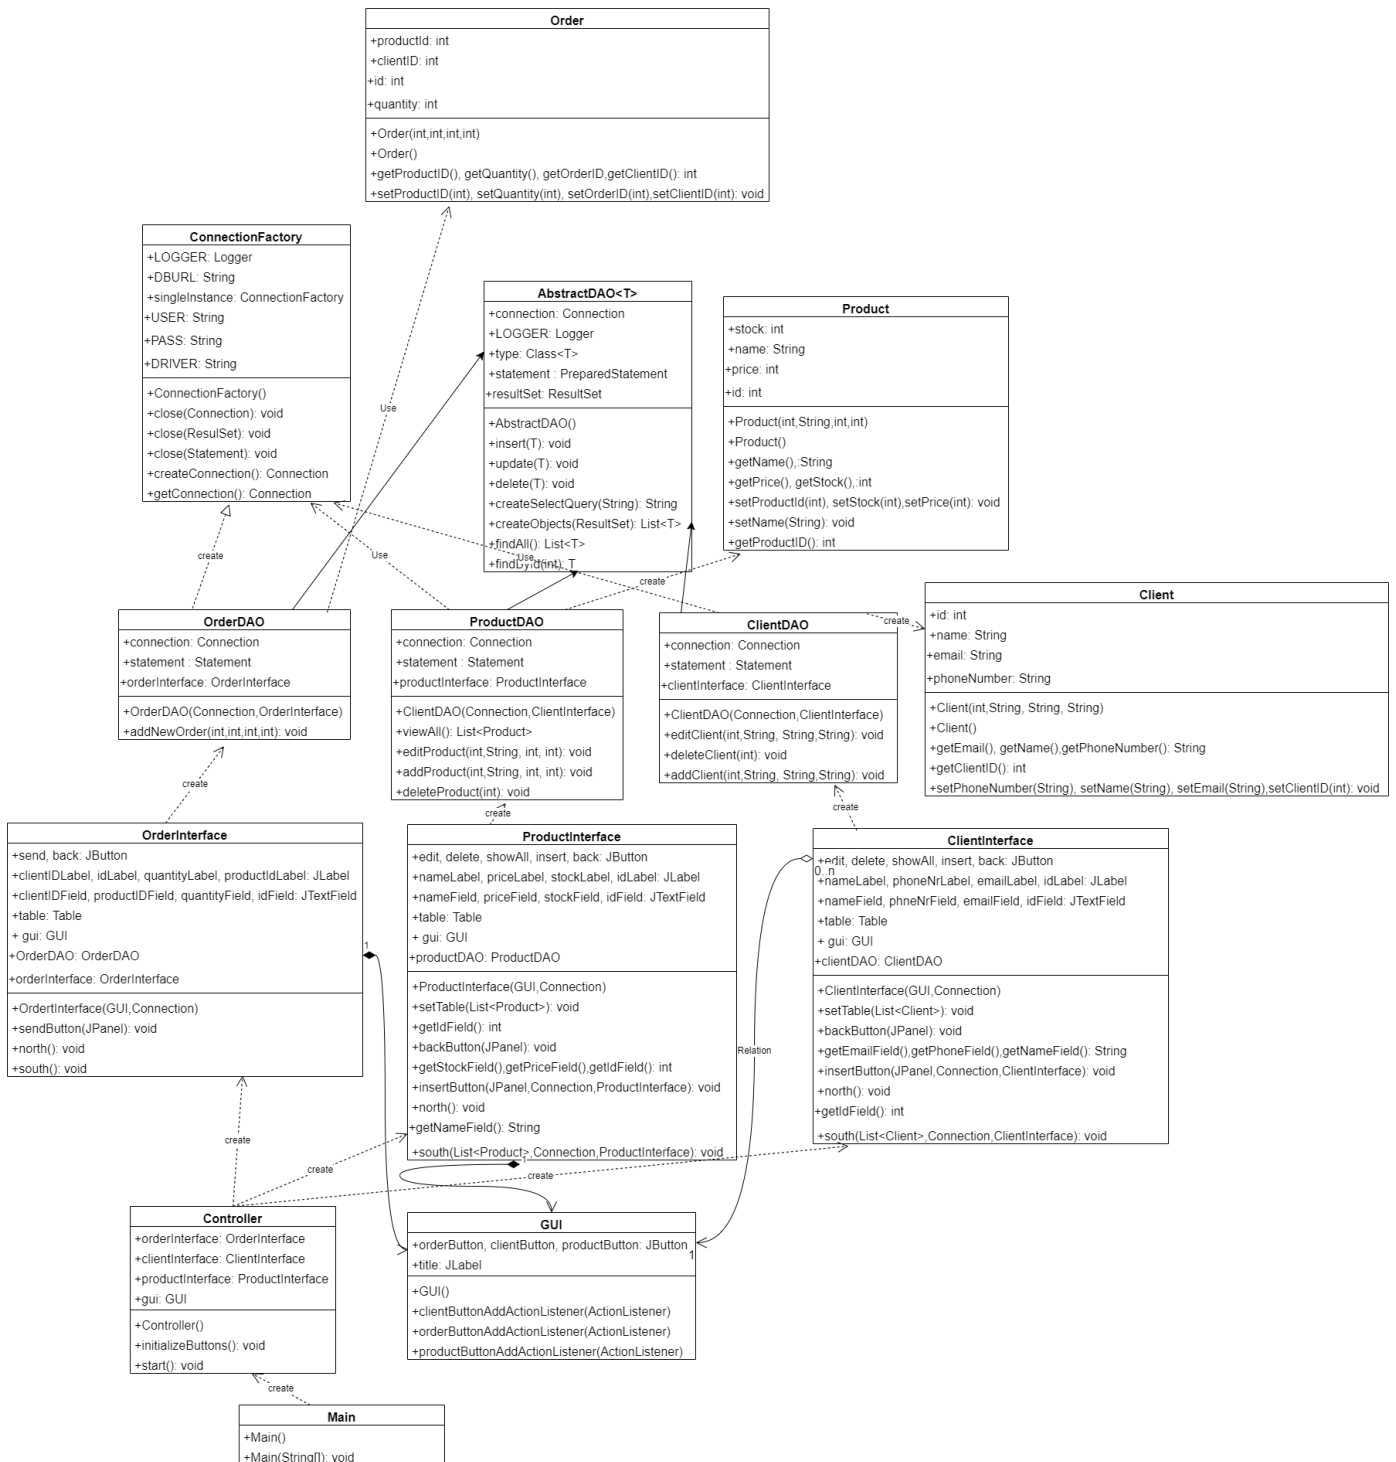 Order
+productId: int
+clientID: int
+id: int
+quantity: int
+Order(int,int,int,int)
+Order()
+getProductID(), getQuantity(), getOrderID,getClientID(): int
+setProductID(int), setQuantity(int), setOrderID(int),setClientID(int): void
ConnectionFactory
+LOGGER: Logger
+DBURL: String
+singleInstance: ConnectionFactory
+USER: String
+PASS: String
+DRIVER: String
+ConnectionFactory()
+close(Connection): void
+close(ResulSet): void
+close(Statement): void
+createConnection(): Connection
+getConnection(): Connection
AbstractDAO<T>
+connection: Connection
+LOGGER: Logger
+type: Class<T>
+statement : PreparedStatement
+resultSet: ResultSet
+AbstractDAO()
+insert(T): void
+update(T): void
+delete(T): void
+createSelectQuery(String): String
+createObjects(ResultSet): List<T>
+findAll(): List<T>
+findById(int): T
Product
+stock: int
+name: String
+price: int
+id: int
+Product(int,String,int,int)
+Product()
+getName(),:String
+getPrice(), getStock(),:int
+setProductId(int), setStock(int),setPrice(int): void
+setName(String): void
+getProductID(): int
Use
create
Use
Use
create
create
OrderDAO
+connection: Connection
+statement : Statement
+orderInterface: OrderInterface
+OrderDAO(Connection,OrderInterface)
+addNewOrder(int,int,int,int): void
ProductDAO
+connection: Connection
+statement : Statement
+productInterface: ProductInterface
+ClientDAO(Connection,ClientInterface)
+viewAll(): List<Product>
+editProduct(int,String, int, int): void
+addProduct(int,String, int, int): void
+deleteProduct(int): void
ClientDAO
+connection: Connection
+statement : Statement
+clientInterface: ClientInterface
+ClientDAO(Connection,ClientInterface)
+editClient(int,String, String,String): void
+deleteClient(int): void
+addClient(int,String, String,String): void
Client
+id: int
+name: String
+email: String
+phoneNumber: String
+Client(int,String, String, String)
+Client()
+getEmail(), getName(),getPhoneNumber(): String
+getClientID(): int
+setPhoneNumber(String), setName(String), setEmail(String),setClientID(int): void
create
create
create
OrderInterface
+send, back: JButton
+clientIDLabel, idLabel, quantityLabel, productIdLabel: JLabel
+clientIDField, productIDField, quantityField, idField: JTextField
+table: Table
+ gui: GUI
+OrderDAO: OrderDAO
+orderInterface: OrderInterface
+OrdertInterface(GUI,Connection)
+sendButton(JPanel): void
+north(): void
+south(): void
1
ProductInterface
+edit, delete, showAll, insert, back: JButton
+nameLabel, priceLabel, stockLabel, idLabel: JLabel
+nameField, priceField, stockField, idField: JTextField
+table: Table
+ gui: GUI
+productDAO: ProductDAO
+ProductInterface(GUI,Connection)
+setTable(List<Product>): void
+getIdField(): int
+backButton(JPanel): void
+getStockField(),getPriceField(),getIdField(): int
+insertButton(JPanel,Connection,ProductInterface): void
+north(): void
+getNameField(): String
+south(List<Product>,Connection,ProductInterface): void
1
Relation
ClientInterface
+edit, delete, showAll, insert, back: JButton
0..n
+nameLabel, phoneNrLabel, emailLabel, idLabel: JLabel
+nameField, phneNrField, emailField, idField: JTextField
+table: Table
+ gui: GUI
+clientDAO: ClientDAO
+ClientInterface(GUI,Connection)
+setTable(List<Client>): void
+backButton(JPanel): void
+getEmailField(),getPhoneField(),getNameField(): String
+insertButton(JPanel,Connection,ClientInterface): void
+north(): void
+getIdField(): int
+south(List<Client>,Connection,ClientInterface): void
create
create
create
Controller
+orderInterface: OrderInterface
+clientInterface: ClientInterface
+productInterface: ProductInterface
+gui: GUI
+Controller()
+initializeButtons(): void
+start(): void
GUI
+orderButton, clientButton, productButton: JButton
1
+title: JLabel
+GUI()
+clientButtonAddActionListener(ActionListener)
+orderButtonAddActionListener(ActionListener)
+productButtonAddActionListener(ActionListener)
create
Main
+Main()
+Main(String[]): void